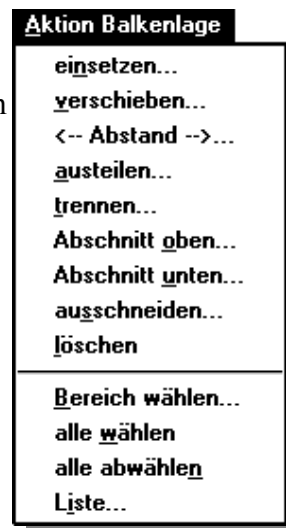 Aktion Balkenlage
einsetzen...
n
verschieben...
<-- Abstand -->...
austeilen...
trennen...
Abschnitt oben...
Abschnitt unten...
ausschneiden...
löschen
Bereich wählen...
alle wählen
alle abwählen
Liste...